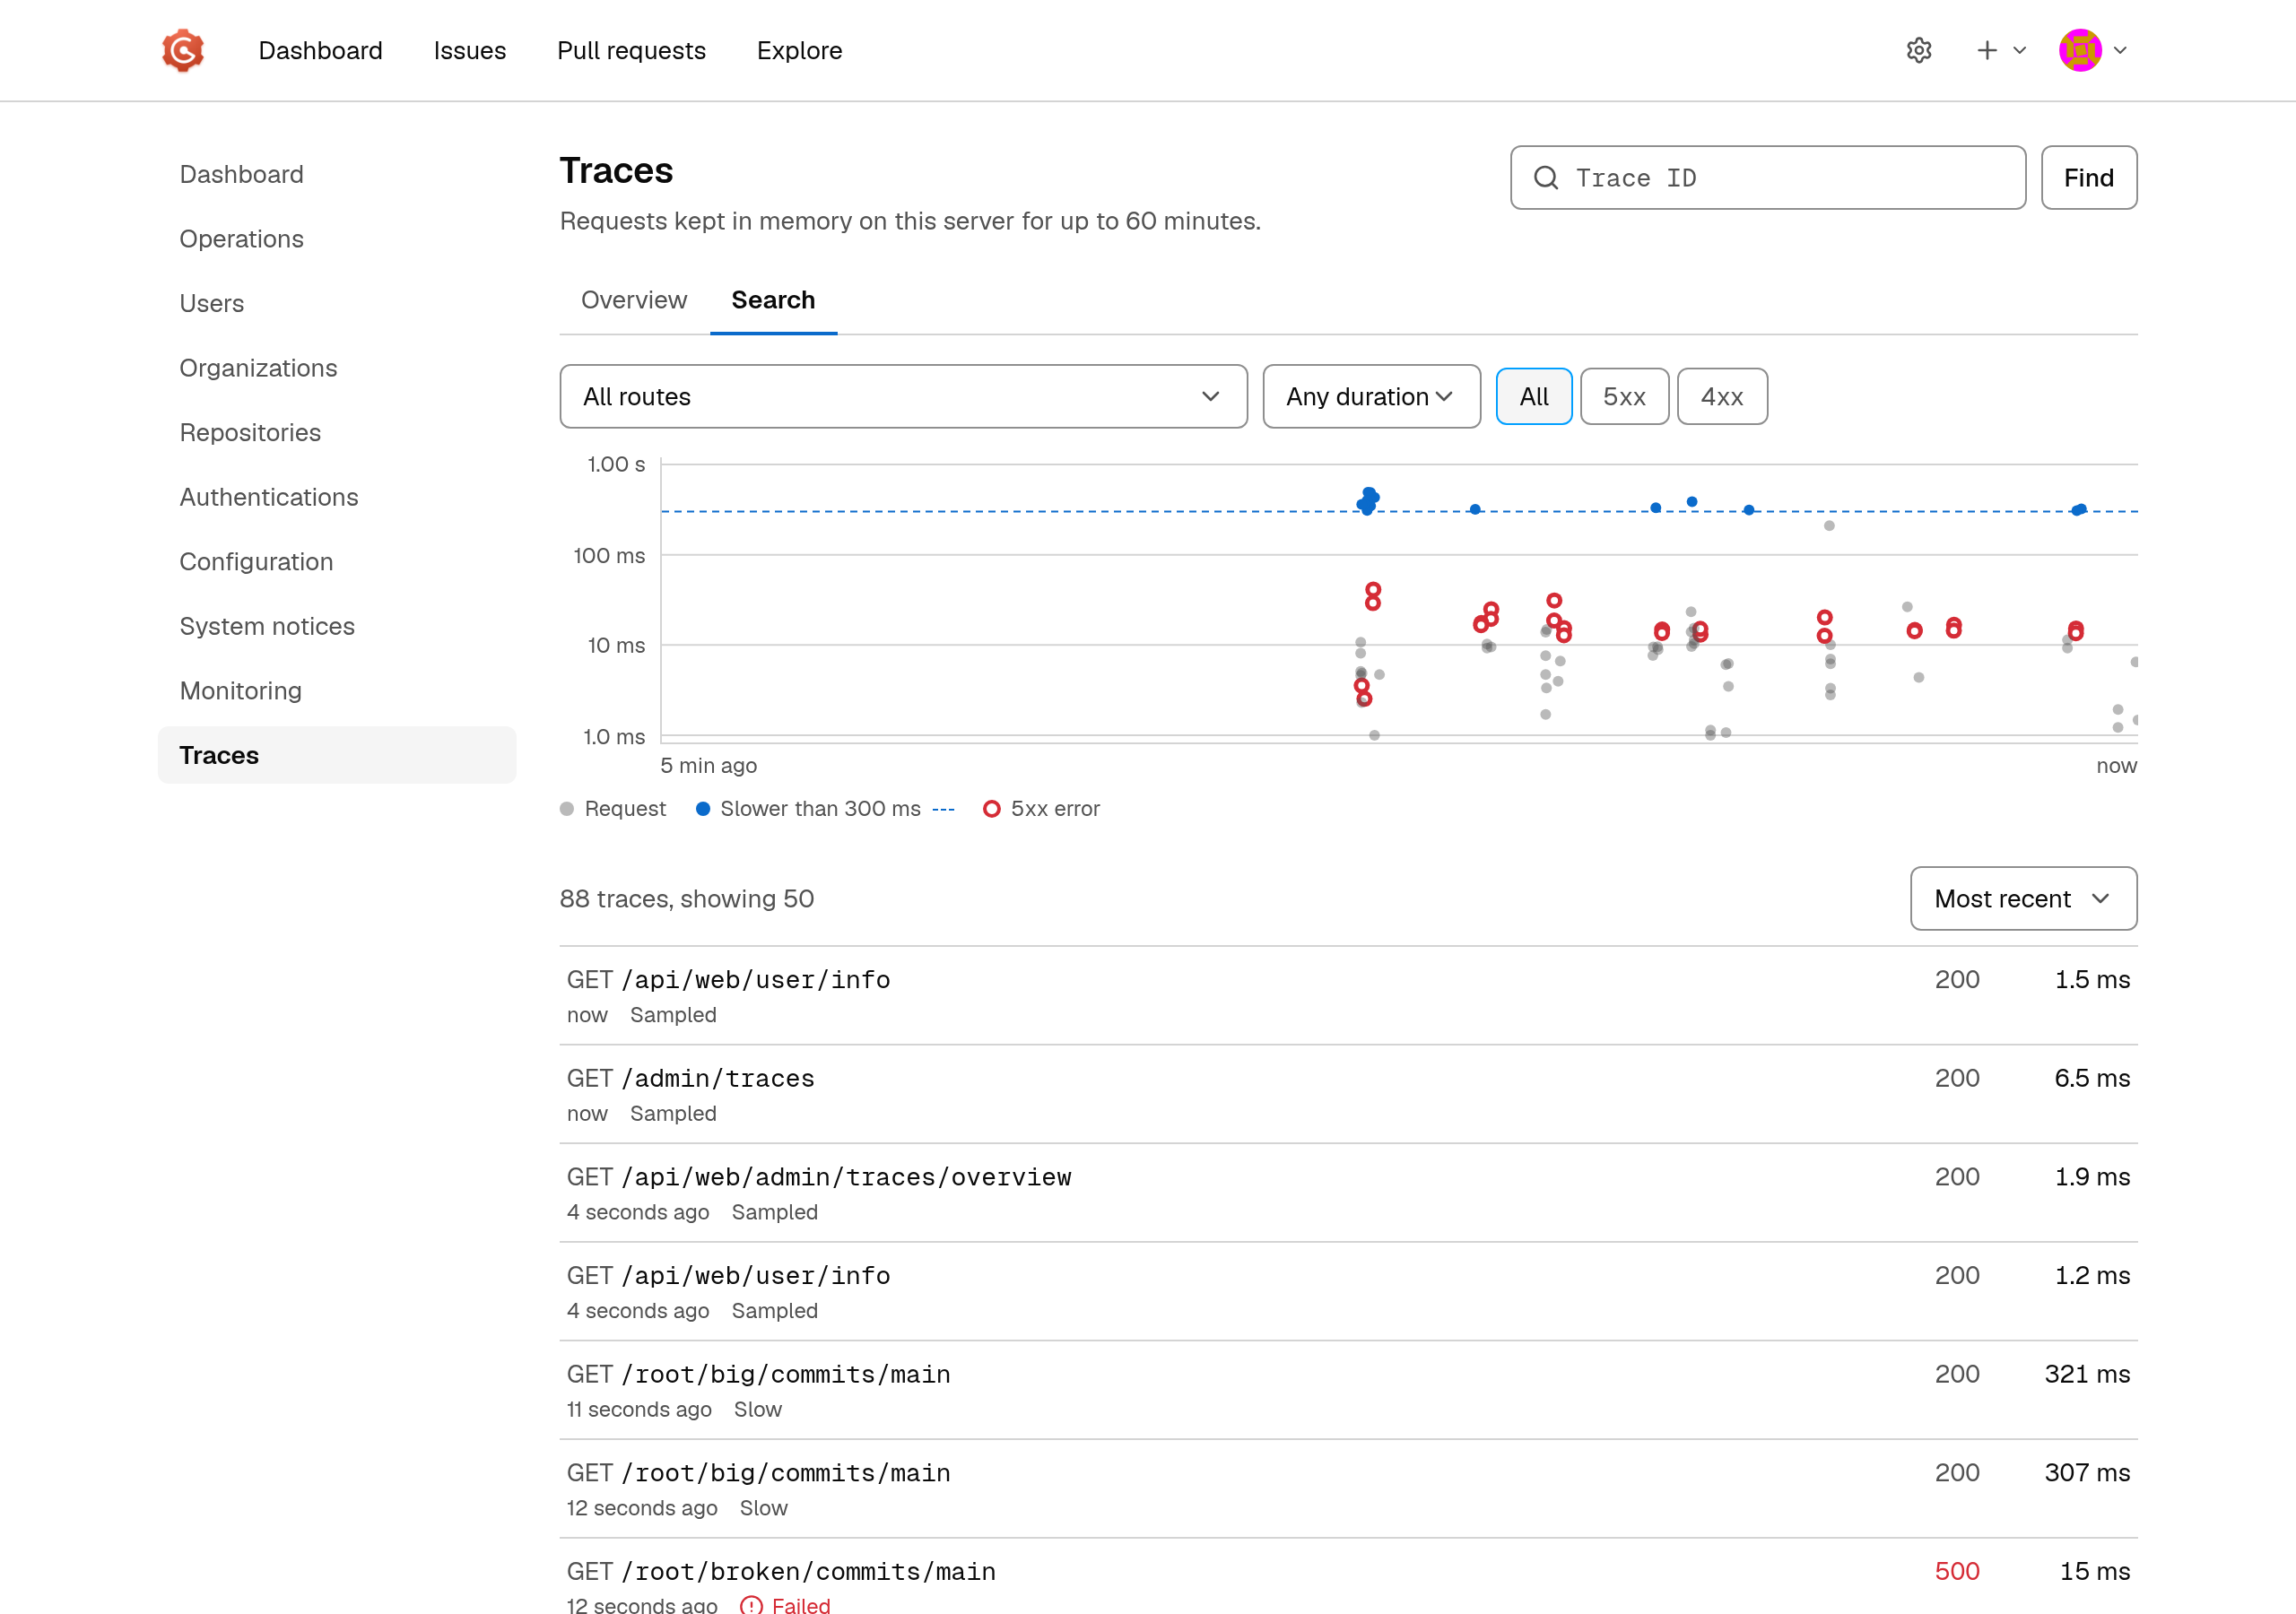 Dashboard Issues Pull requests Explore
Dashboard
Operations
Users
Organizations
Repositories
Authentications
Configuration
System notices
Monitoring
Traces
Traces
Requests kept in memory on this server for up to 60 minutes.
Trace ID
Find
Overview Search
All routes
Any duration
All
5xx
4xx
1.00 s
100 ms
10 ms
1.0 ms
5 min ago
now
Request
Slower than 300 ms
5xx error
88 traces, showing 50
Most recent
GET /api/web/user/info 200 1.5 ms
now Sampled
GET /admin/traces 200 6.5 ms
now Sampled
GET /api/web/admin/traces/overview 200 1.9 ms
4 seconds ago Sampled
GET /api/web/user/info 200 1.2 ms
4 seconds ago Sampled
GET /root/big/commits/main 200 321 ms
11 seconds ago Slow
GET /root/big/commits/main 200 307 ms
12 seconds ago Slow
GET /root/broken/commits/main 500 15 ms
12 seconds ago Failed